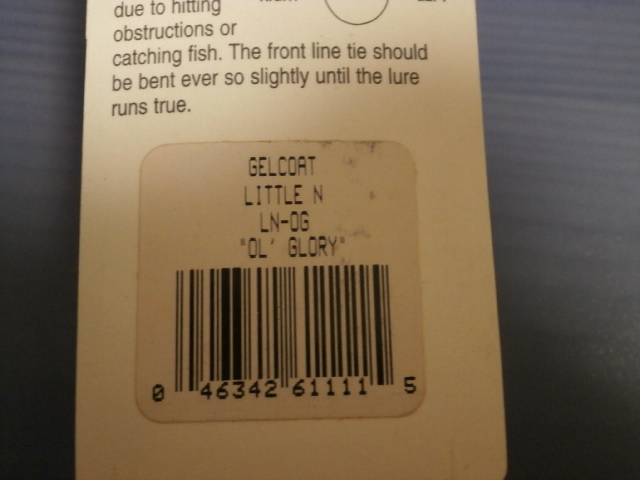 due to hitting
obstructions or
catching fish. The front line tie should
be bent ever so slightly until the lure
runs true.
GELCOAT
LITTLE N
LN-OG
"OL' GLORY"
0 46342 61111 5